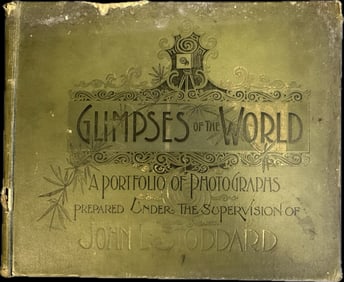 GLIMPSES OF THE WORLD
A PORTFOLIO OF PHOTOGRAPHS
PREPARED UNDER THE SUPERVISION OF
JOHN L. STODDARD